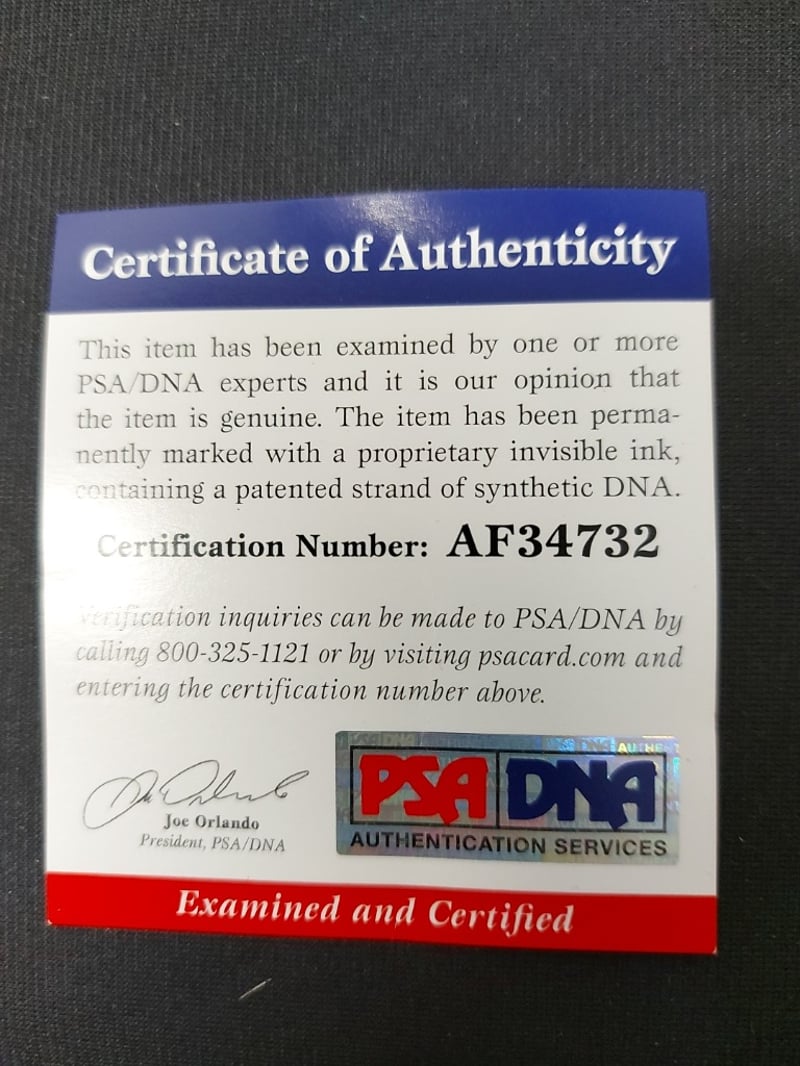 Certificate of Authenticity
This item has been examined by one or more
PSA/DNA experts and it is our opinion that
the item is genuine. The item has been perma-
nently marked with a proprietary invisible ink,
containing a patented strand of synthetic DNA.
Certification Number: AF34732
Verification inquiries can be made to PSA/DNA by
calling 800-325-1121 or by visiting psacard.com and
entering the certification number above.
Joe Orlando
President, PSA/DNA
PSA DNA
AUTHENTICATION SERVICES
Examined and Certified